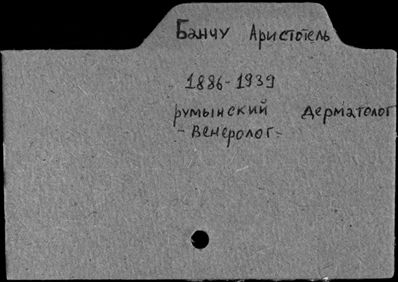 Банчу Аристотель
1886-1939
румынский дерматолог
- Венеролог -